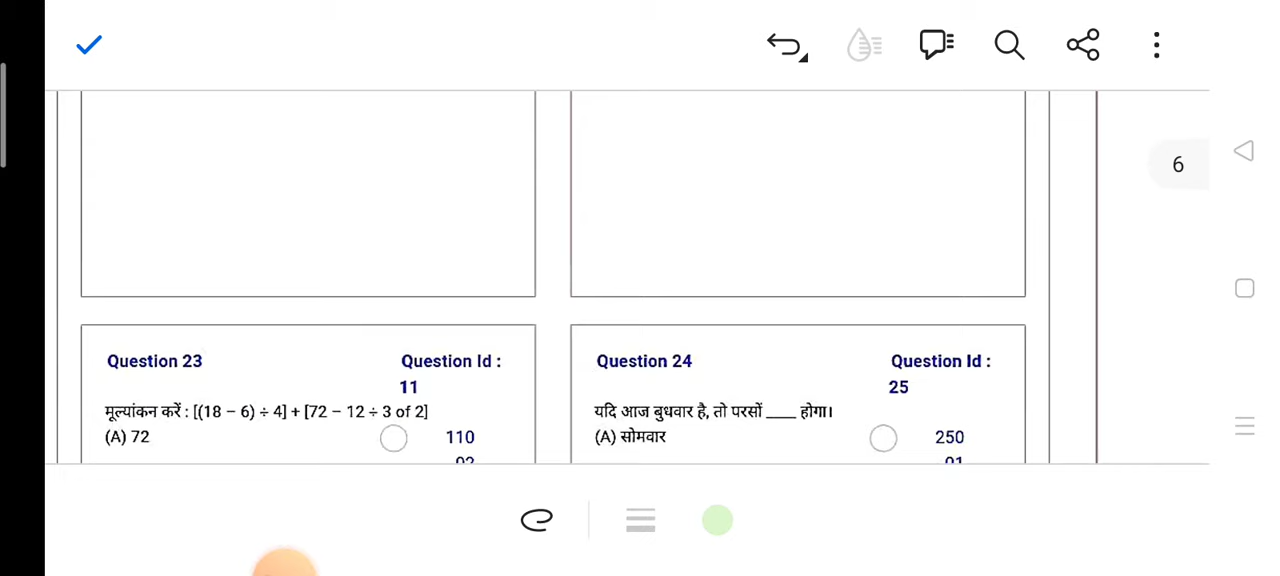 6
Question 23 Question Id :
11
मूल्यांकन करें : [(18 – 6) ÷ 4] + [72 – 12 ÷ 3 of 2]
(A) 72 110
Question 24 Question Id :
25
यदि आज बुधवार है, तो परसों ____ होगा।
(A) सोमवार 250